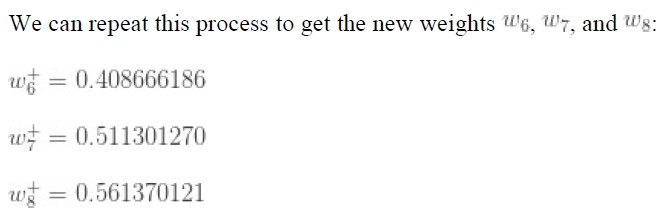 We can repeat this process to get the new weights w₆, w₇, and w₈:
w₆⁺ = 0.408666186
w₇⁺ = 0.511301270
w₈⁺ = 0.561370121